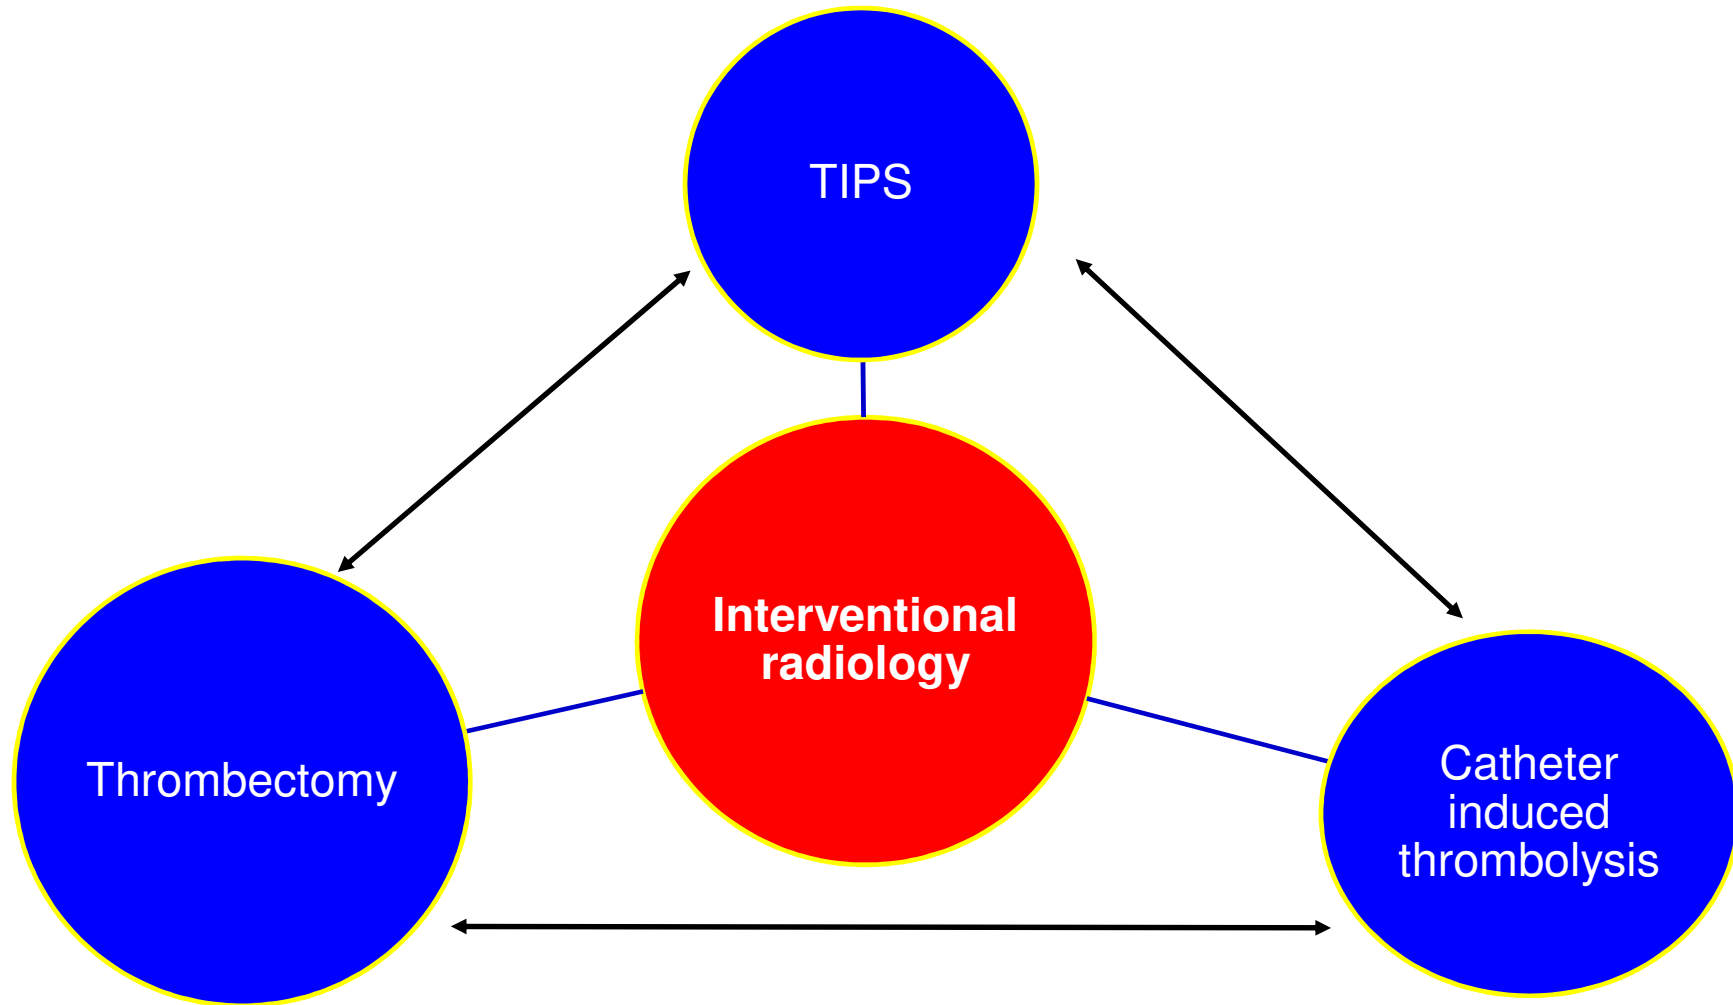 TIPS
Interventional
radiology
Thrombectomy
Catheter
induced
thrombolysis